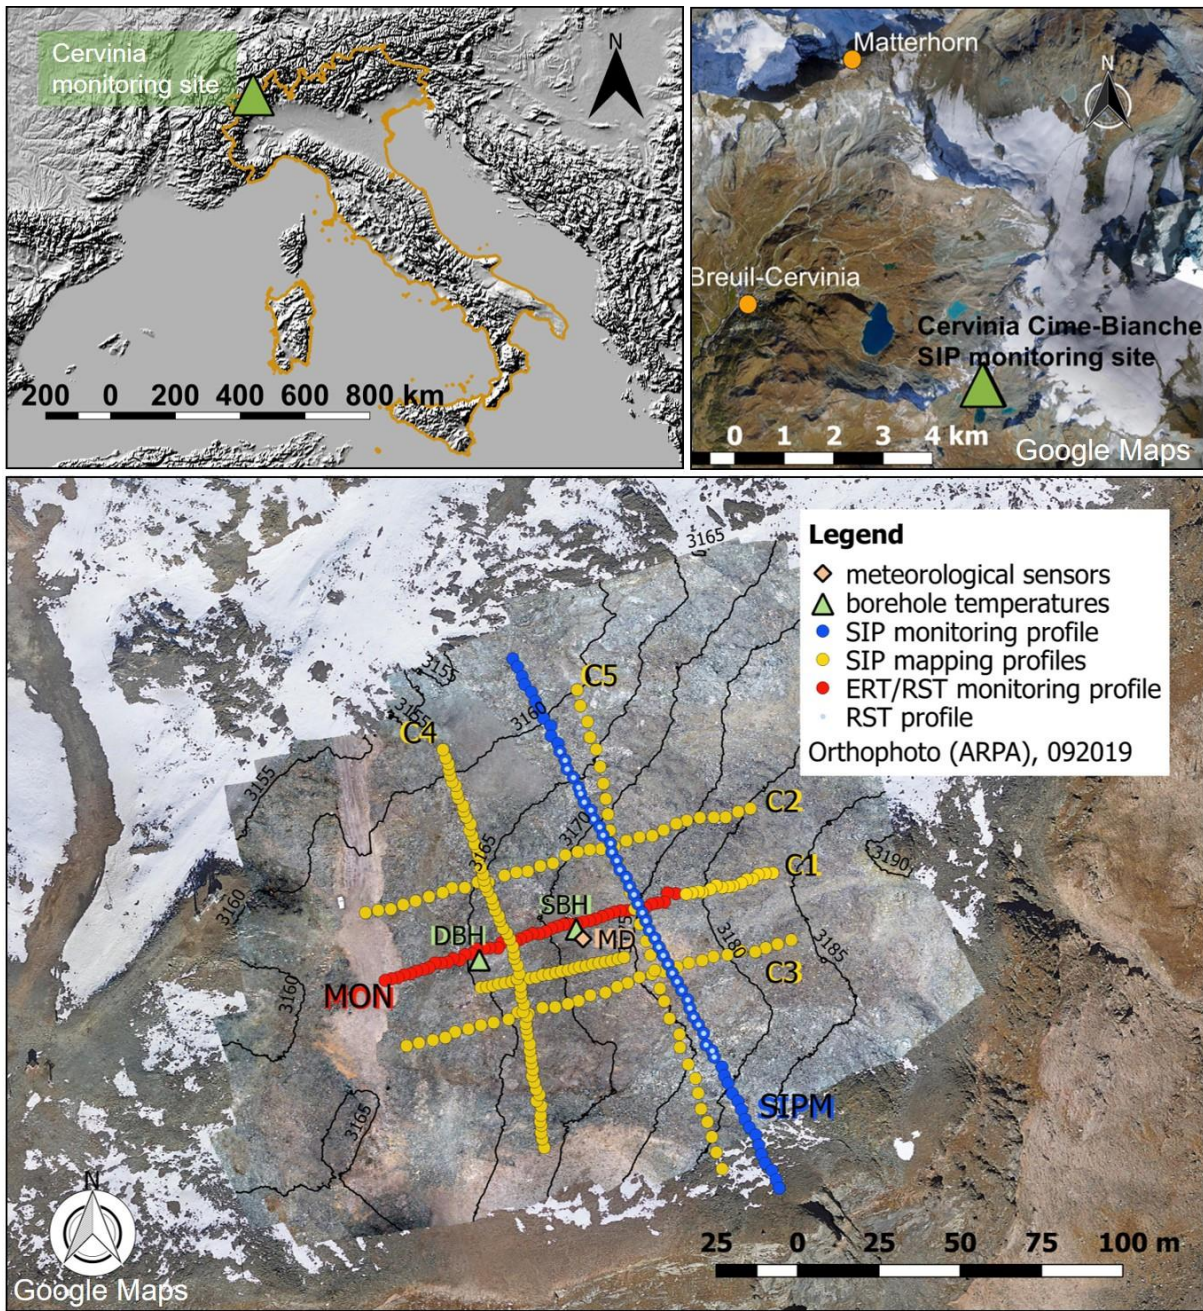 Cervinia
monitoring site
N
200 0 200 400 600 800 km
Matterhorn
N
Breuil-Cervinia
Cervinia Cime-Bianche
SIP monitoring site
0 1 2 3 4 km
Google Maps
3165
Legend
meteorological sensors
borehole temperatures
SIP monitoring profile
SIP mapping profiles
ERT/RST monitoring profile
RST profile
Orthophoto (ARPA), 092019
3155
C5
3155
3160
C4
3155
C2
3170
3165
C1
3190
3160
SBH
DBH
MD
75
3180
3185
C3
3160
MON
SIPM
3165
N
25 0 25 50 75 100 m
Google Maps